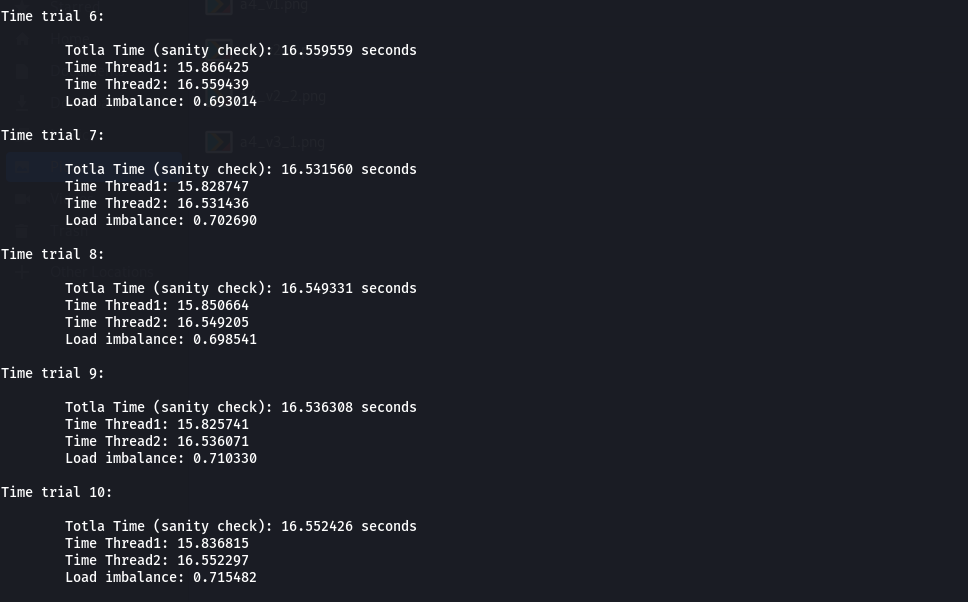 a4_v1.png
Time trial 6:
Totla Time (sanity check): 16.559559 seconds
Time Thread1: 15.866425
Time Thread2: 16.559439
Load imbalance: 0.693014
Time trial 7:
a4_v3_1.png
Totla Time (sanity check): 16.531560 seconds
Time Thread1: 15.828747
Time Thread2: 16.531436
Load imbalance: 0.702690
Time trial 8:
Totla Time (sanity check): 16.549331 seconds
Time Thread1: 15.850664
Time Thread2: 16.549205
Load imbalance: 0.698541
Time trial 9:
Totla Time (sanity check): 16.536308 seconds
Time Thread1: 15.825741
Time Thread2: 16.536071
Load imbalance: 0.710330
Time trial 10:
Totla Time (sanity check): 16.552426 seconds
Time Thread1: 15.836815
Time Thread2: 16.552297
Load imbalance: 0.715482